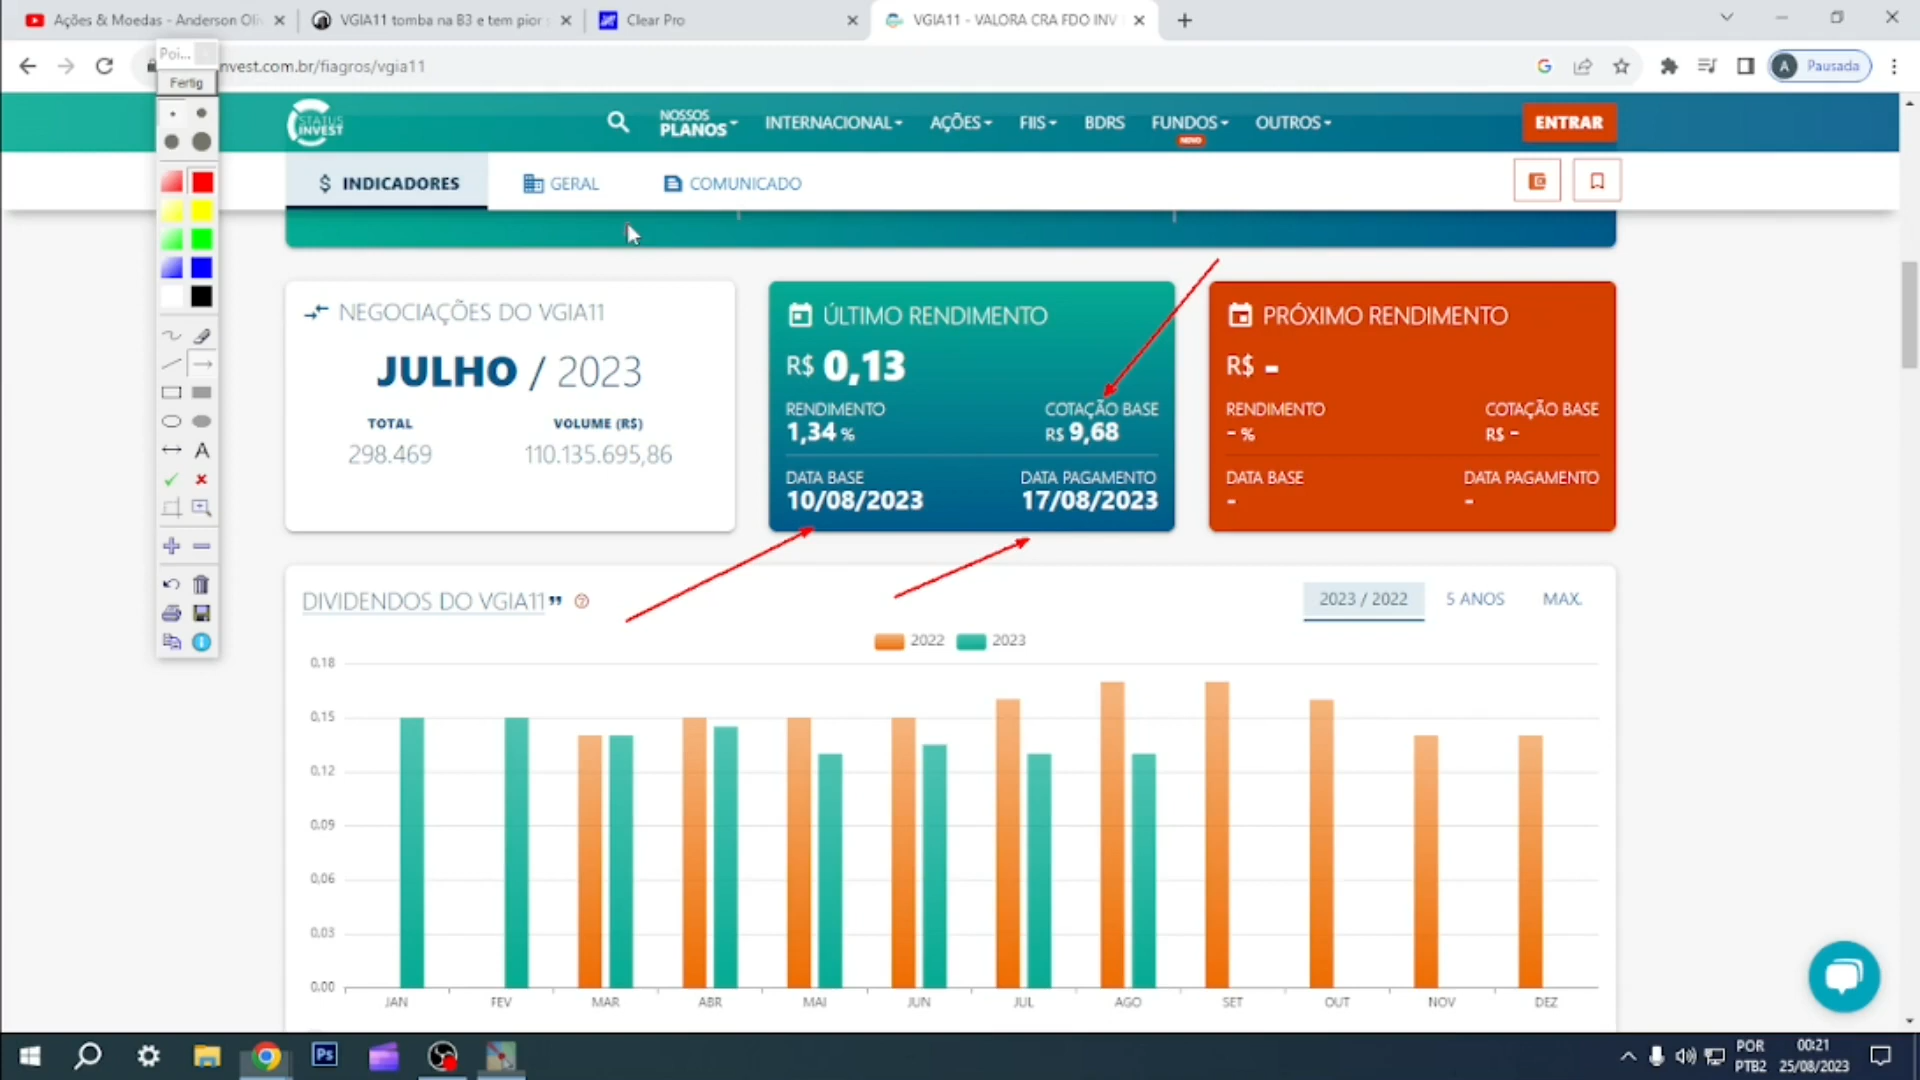 Ações & Moedas - Anderson Oli
VGIA11 tomba na B3 e tem pior
Clear Pro
VGIA11 - VALORA CRA FDO INV
Poi...
nvest.com.br/fiagros/vgia11
A
Pausada
Fertig
STATUS
INVEST
NOSSOS
PLANOS
INTERNACIONAL
AÇÕES
FIIS
BDRS
FUNDOS
NOVO
OUTROS
ENTRAR
INDICADORES
GERAL
COMUNICADO
NEGOCIAÇÕES DO VGIA11
JULHO / 2023
TOTAL
VOLUME (R$)
298.469
110.135.695,86
ÚLTIMO RENDIMENTO
R$ 0,13
RENDIMENTO
COTAÇÃO BASE
1,34 %
R$ 9,68
DATA BASE
DATA PAGAMENTO
10/08/2023
17/08/2023
PRÓXIMO RENDIMENTO
R$ -
RENDIMENTO
COTAÇÃO BASE
- %
R$ -
DATA BASE
DATA PAGAMENTO
-
-
DIVIDENDOS DO VGIA11
2023 / 2022
5 ANOS
MAX.
2022
2023
0,18
0,15
0,12
0,09
0,06
0,03
0,00
JAN
FEV
MAR
ABR
MAI
JUN
JUL
AGO
SET
OUT
NOV
DEZ
Ps
POR
PTB2
00:21
25/08/2023